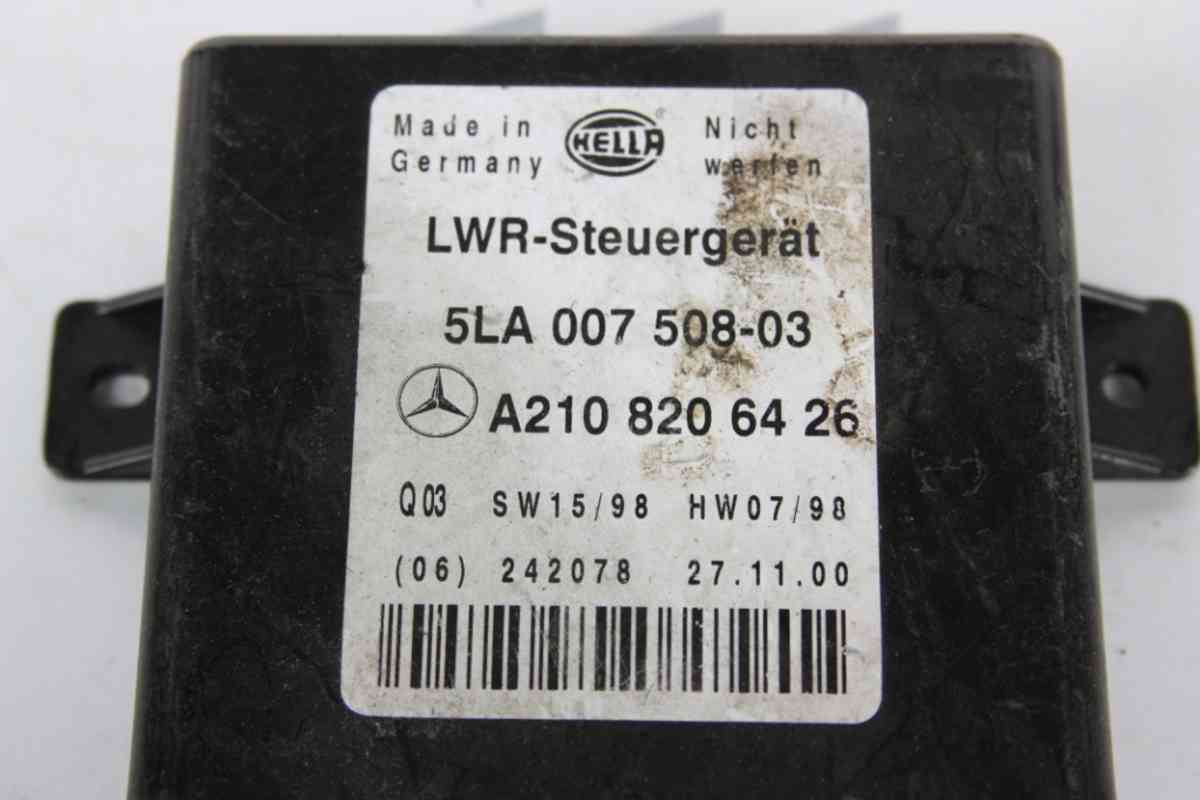 Made in
Germany
HELLA
Nicht
werfen
LWR-Steuergerät
5LA 007 508-03
A210 820 64 26
Q03 SW15/98 HW07/98
(06) 242078 27.11.00